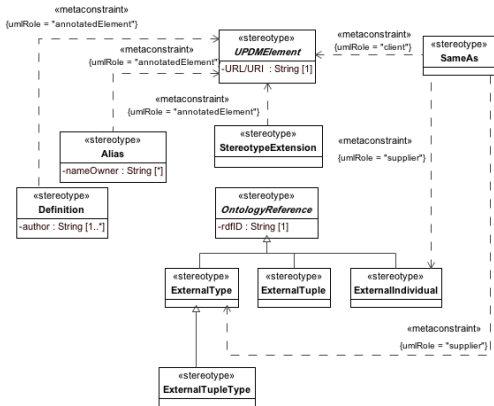 «metaconstraint»
{umlRole = "annotatedElement"}
«stereotype»
UPDMElement
-URL/URI : String [1]
«metaconstraint»
{umlRole = "client"}
«stereotype»
SameAs
«metaconstraint»
{umlRole = "annotatedElement"}
«metaconstraint»
{umlRole = "annotatedElement"}
«stereotype»
Alias
-nameOwner : String [*]
«stereotype»
StereotypeExtension
«metaconstraint»
{umlRole = "supplier"}
«stereotype»
Definition
-author : String [1..*]
«stereotype»
OntologyReference
-rdfID : String [1]
«stereotype»
ExternalType
«stereotype»
ExternalTuple
«stereotype»
ExternalIndividual
«metaconstraint»
{umlRole = "supplier"}
«stereotype»
ExternalTupleType